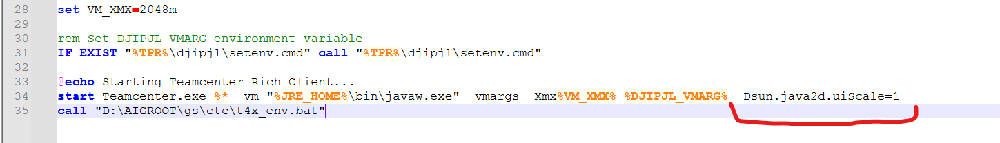 28 set VM_XMX=2048m
29
30 rem Set DJIPJL_VMARG environment variable
31 IF EXIST "%TPR%\djipjl\setenv.cmd" call "%TPR%\djipjl\setenv.cmd"
32
33 @echo Starting Teamcenter Rich Client...
34 start Teamcenter.exe %* -vm "%JRE_HOME%\bin\javaw.exe" -vmargs -Xmx%VM_XMX% %DJIPJL_VMARG% -Dsun.java2d.uiScale=1
35 call "D:\AIGROOT\gs\etc\t4x_env.bat"